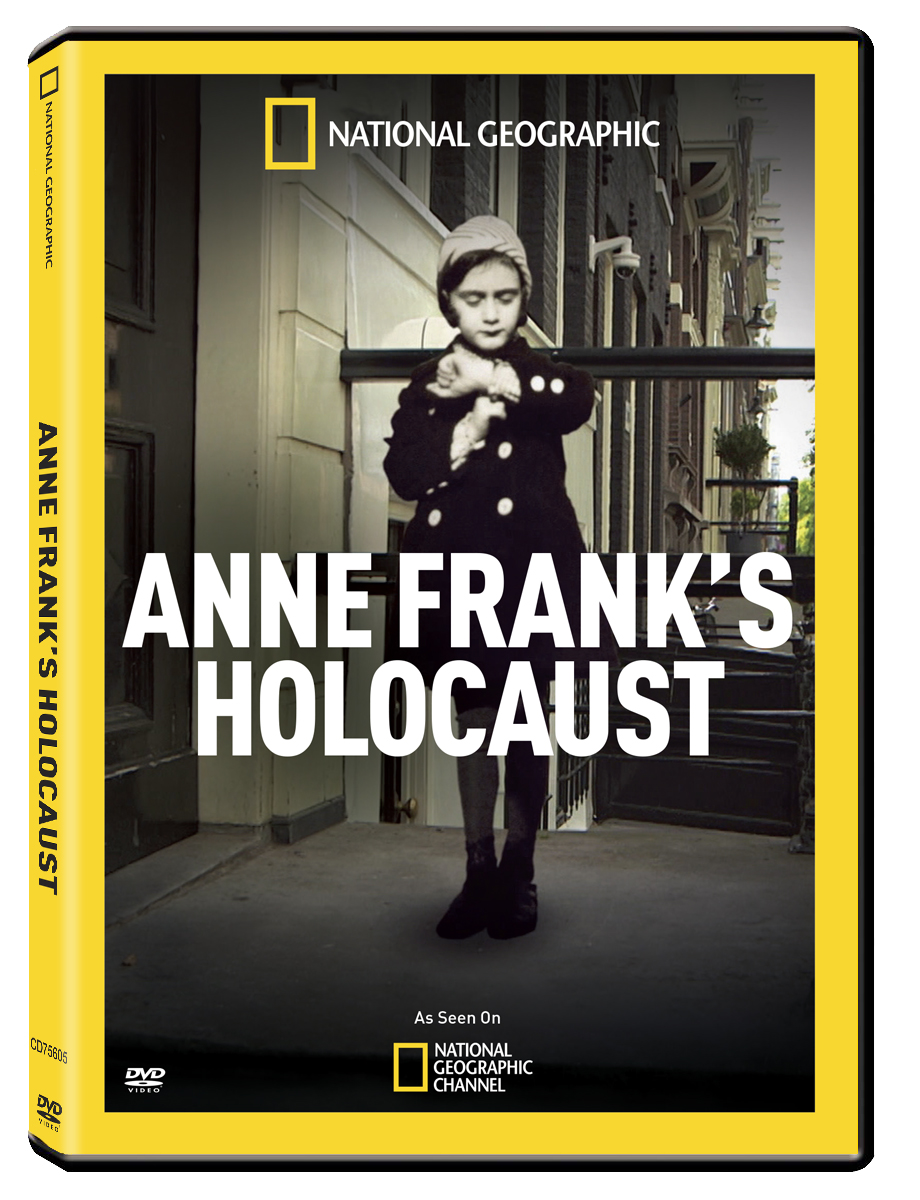 NATIONAL GEOGRAPHIC
ANNE FRANK'S HOLOCAUST
CD75605
DVD
VIDEO
NATIONAL GEOGRAPHIC
ANNE FRANK'S
HOLOCAUST
As Seen On
NATIONAL
GEOGRAPHIC
CHANNEL
DVD
VIDEO